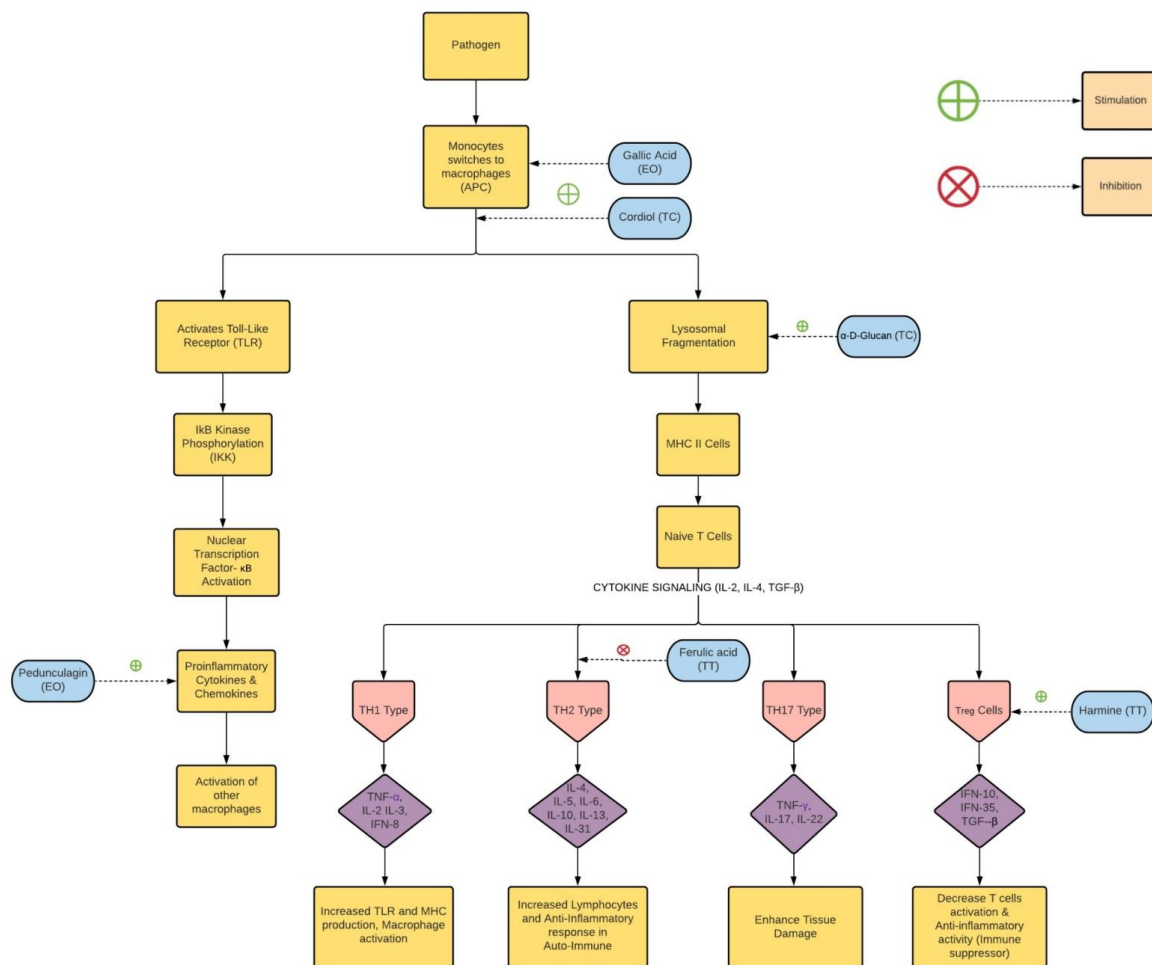 Pathogen
Stimulation
Monocytes
switches to
macrophages
(APC)
Gallic Acid
(EO)
Inhibition
Cordiol (TC)
Activates Toll-Like
Receptor (TLR)
Lysosomal
Fragmentation
α-D-Glucan (TC)
IkB Kinase
Phosphorylation
(IKK)
MHC II Cells
Nuclear
Transcription
Factor- κB
Activation
Naive T Cells
CYTOKINE SIGNALING (IL-2, IL-4, TGF-β)
Pedunculagin
(EO)
Proinflammatory
Cytokines &
Chemokines
Ferulic acid
(TT)
TH1 Type
TH2 Type
TH17 Type
Treg Cells
Harmine (TT)
Activation of
other
macrophages
TNF-α,
IL-2 IL-3,
IFN-8
IL-4,
IL-5, IL-6,
IL-10, IL-13,
IL-31
TNF-γ,
IL-17, IL-22
IFN-10,
IFN-35,
TGF--β
Increased TLR and MHC
production, Macrophage
activation
Increased Lymphocytes
and Anti-Inflammatory
response in
Auto-Immune
Enhance Tissue
Damage
Decrease T cells
activation &
Anti-inflammatory
activity (Immune
suppressor)